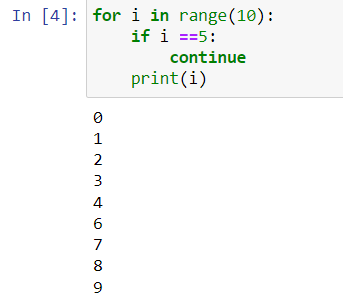 In [4]: for i in range(10):
    if i ==5:
        continue
    print(i)
0
1
2
3
4
6
7
8
9